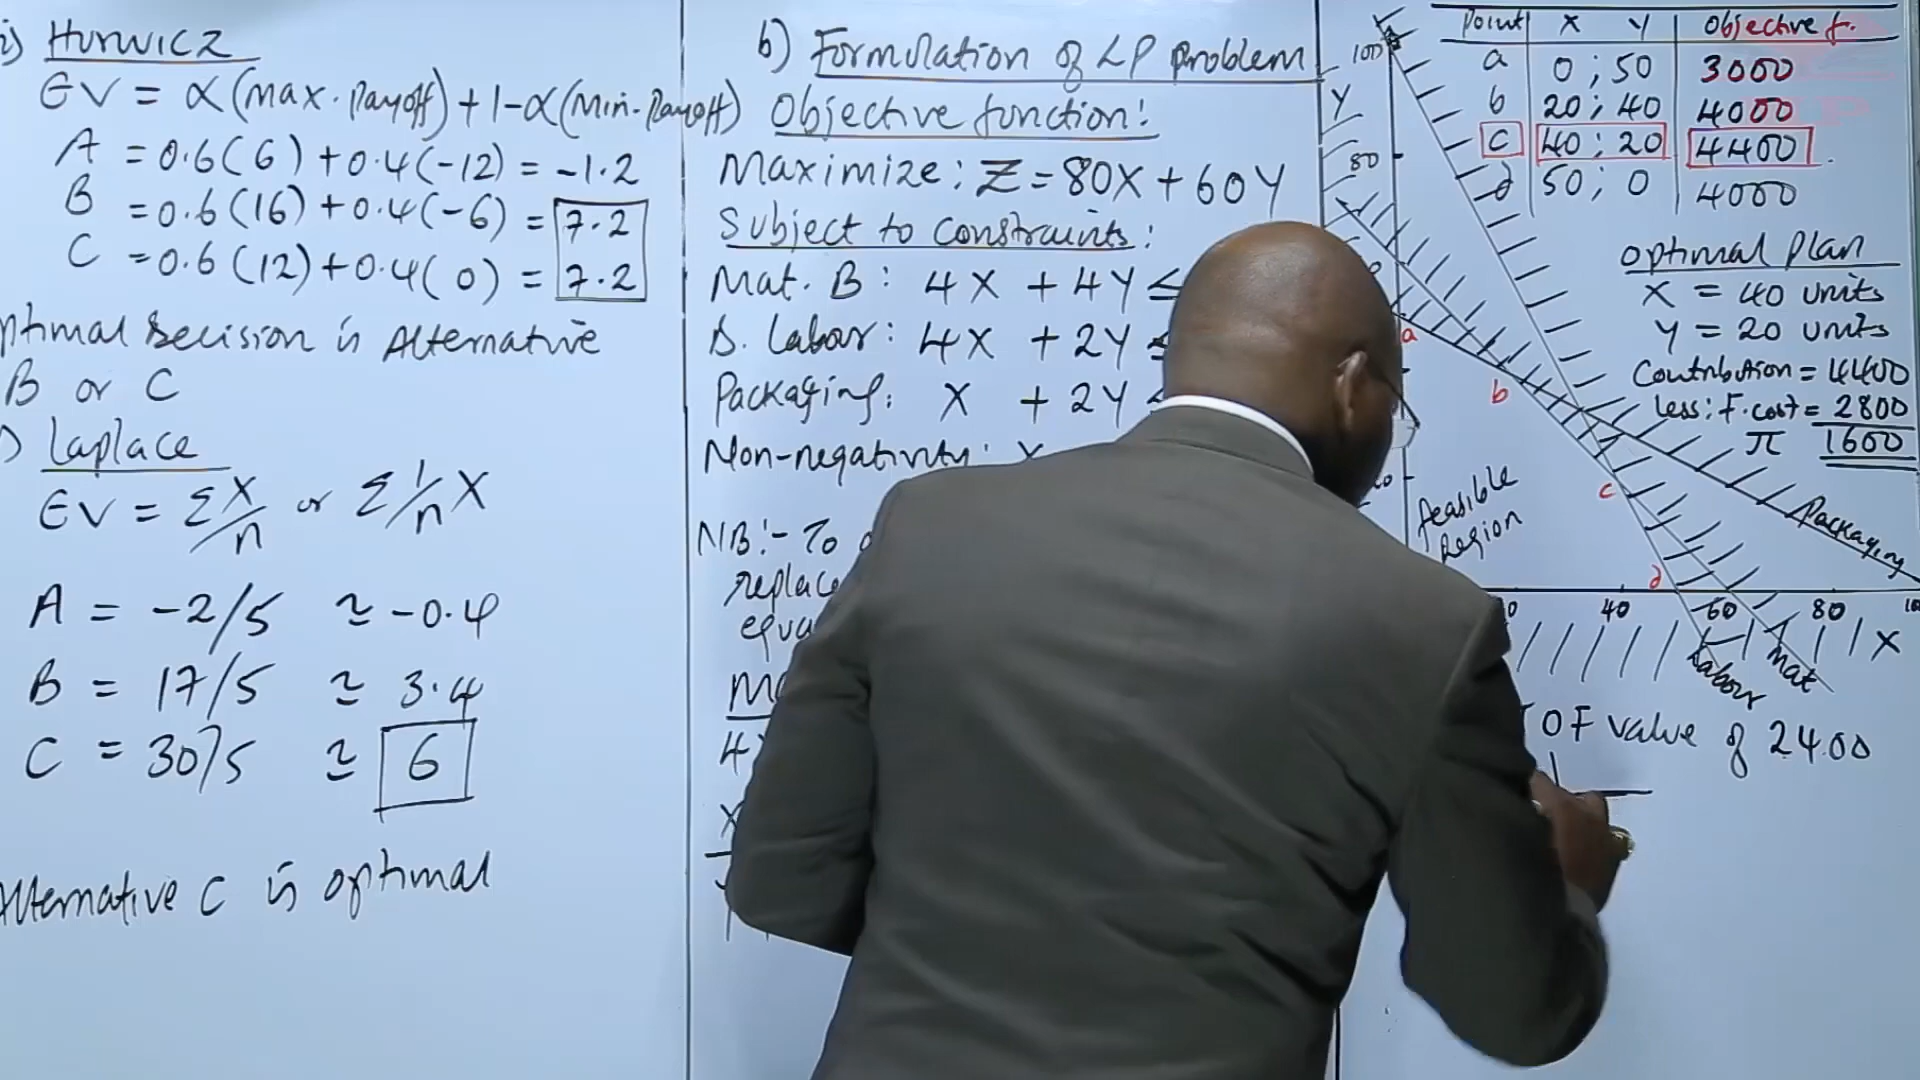 i) Hurwicz
EV = α(max. payoff) + 1-α(min. payoff)
A = 0.6(6) + 0.4(-12) = -1.2
B = 0.6(16) + 0.4(-6) = 7.2
C = 0.6(12) + 0.4(0) = 7.2
ptimal Decision is Alternative
B or C
) Laplace
EV = Σx/n or Σ1/n x
A = -2/5 ≃ -0.4
B = 17/5 ≃ 3.4
C = 30/5 ≃ 6
Alternative C is optimal
b) Formulation of LP problem
Objective function:
Maximize: Z = 80X + 60Y
Subject to constraints:
Mat. B: 4X + 4Y ≤
D. Labour: 4X + 2Y ≤
Packaging: X + 2Y
Non-negativity: X
NB:- To
replace
equa
4
X
100
Y
80
a
b
c
d
Feasible
Region
40
60
80
X
Packaging
Labour
Mat
Point X Y Objective f.
a 0 ; 50 3000
b 20 ; 40 4000
c 40 ; 20 4400
d 50 ; 0 4000
Optimal Plan
X = 40 units
Y = 20 units
Contribution = 4400
Less: F. cost = 2800
π 1600
OF value of 2400